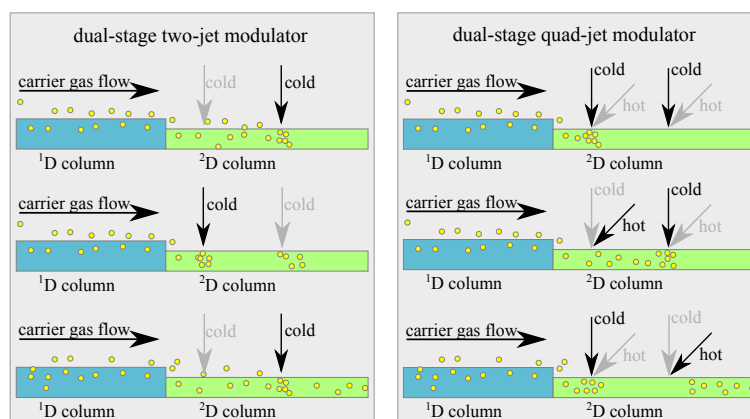 dual-stage two-jet modulator
carrier gas flow
cold
cold
¹D column
²D column
carrier gas flow
cold
cold
¹D column
²D column
carrier gas flow
cold
cold
¹D column
²D column
dual-stage quad-jet modulator
carrier gas flow
cold
hot
cold
hot
¹D column
²D column
carrier gas flow
cold
hot
cold
hot
¹D column
²D column
carrier gas flow
cold
hot
cold
hot
¹D column
²D column